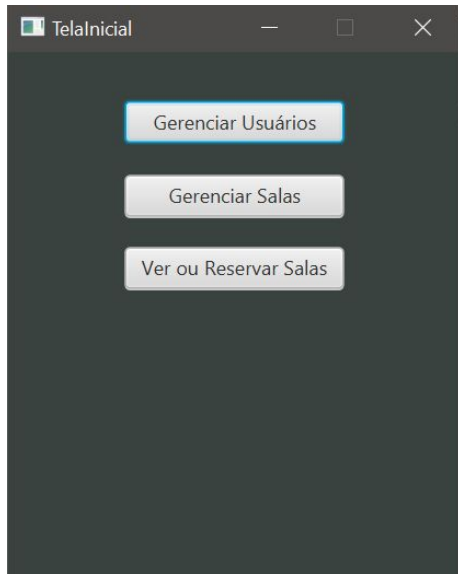 TelaInicial
Gerenciar Usuários
Gerenciar Salas
Ver ou Reservar Salas